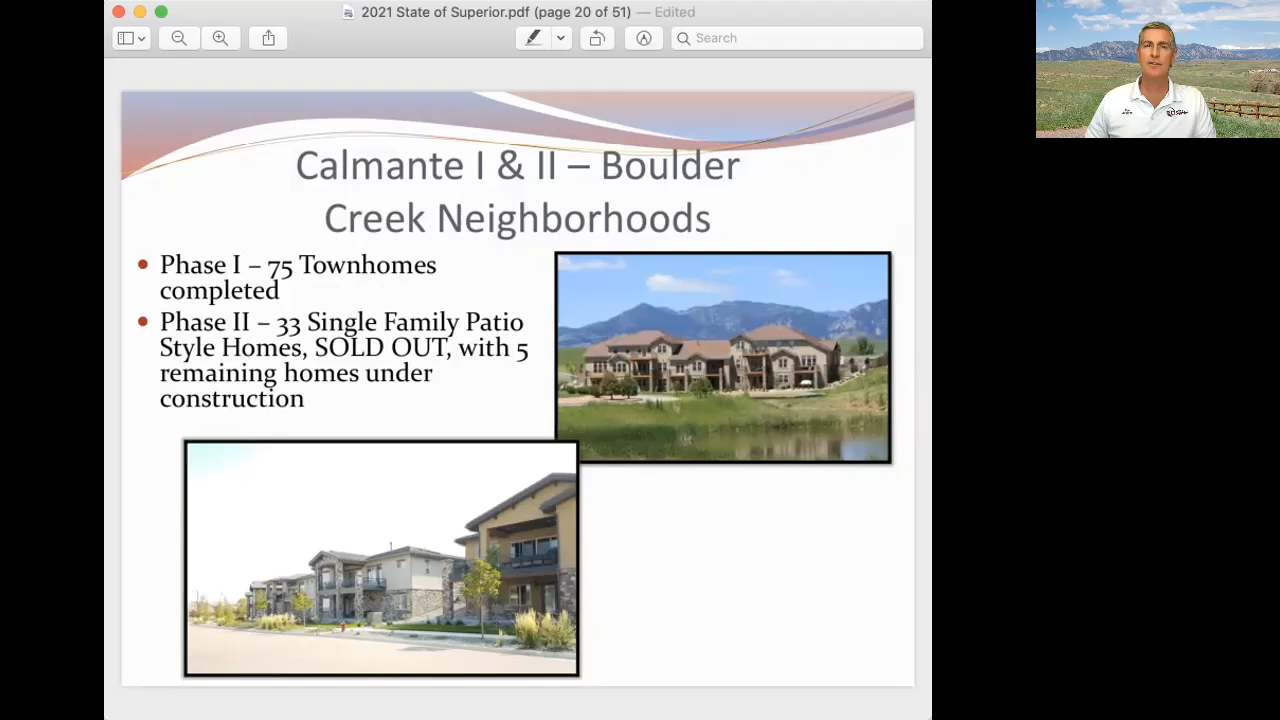 2021 State of Superior.pdf (page 20 of 51) — Edited
Search
Calmante I & II – Boulder
Creek Neighborhoods
• Phase I – 75 Townhomes
completed
• Phase II – 33 Single Family Patio
Style Homes, SOLD OUT, with 5
remaining homes under
construction